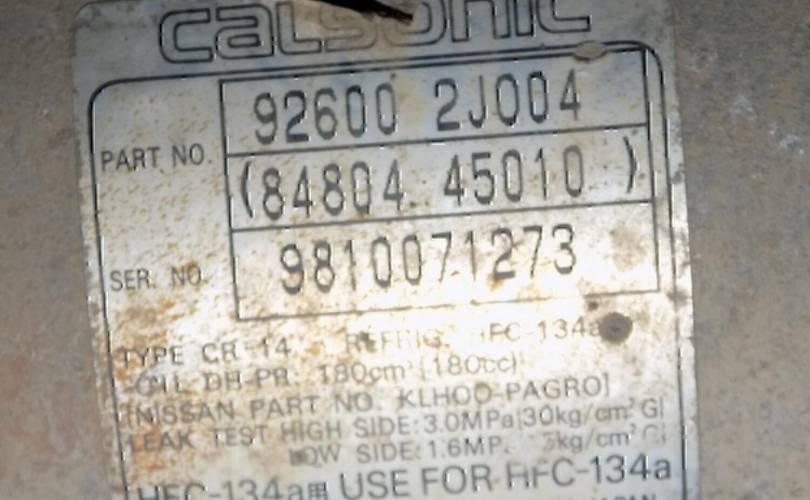 calsonic
PART NO. 92600 2J004
(84804 45010 )
SER. NO. 9810071273
TYPE CR-14 REFRIG. HFC-134a
OIL DH-PR 180cm³(180cc)
[NISSAN PART NO. KLH00-PAGR0]
LEAK TEST HIGH SIDE:3.0MPa{30kg/cm²G}
LOW SIDE:1.6MP
HFC-134a用 USE FOR HFC-134a